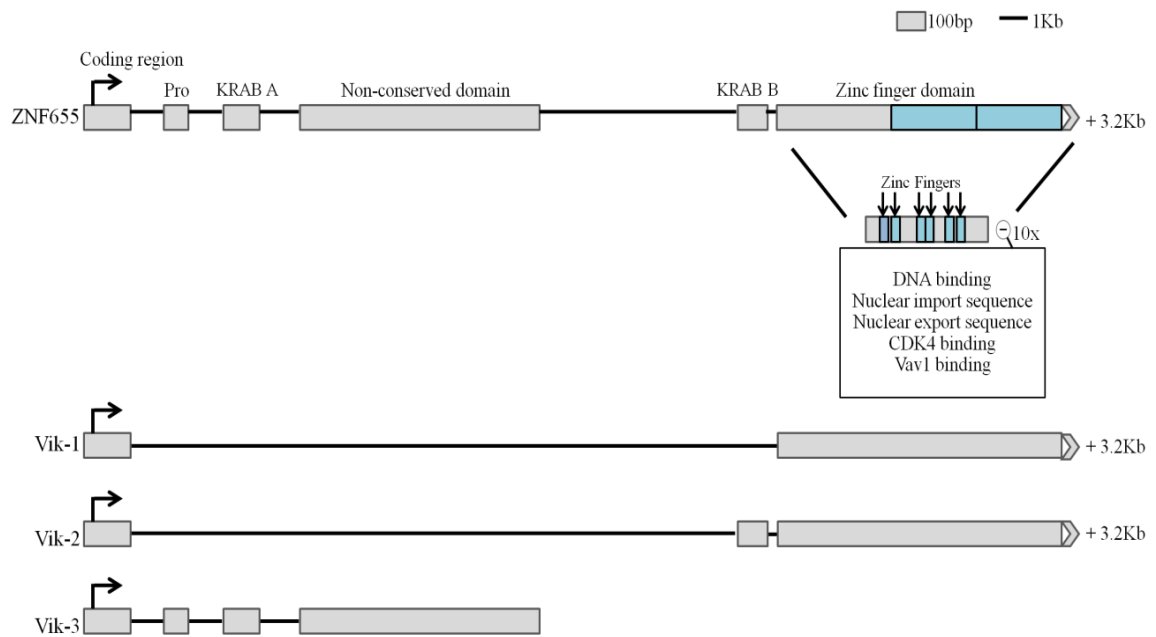 100bp
1Kb
Coding region
Pro
KRAB A
Non-conserved domain
KRAB B
Zinc finger domain
ZNF655
+ 3.2Kb
Zinc Fingers
10x
DNA binding
Nuclear import sequence
Nuclear export sequence
CDK4 binding
Vav1 binding
Vik-1
+ 3.2Kb
Vik-2
+ 3.2Kb
Vik-3